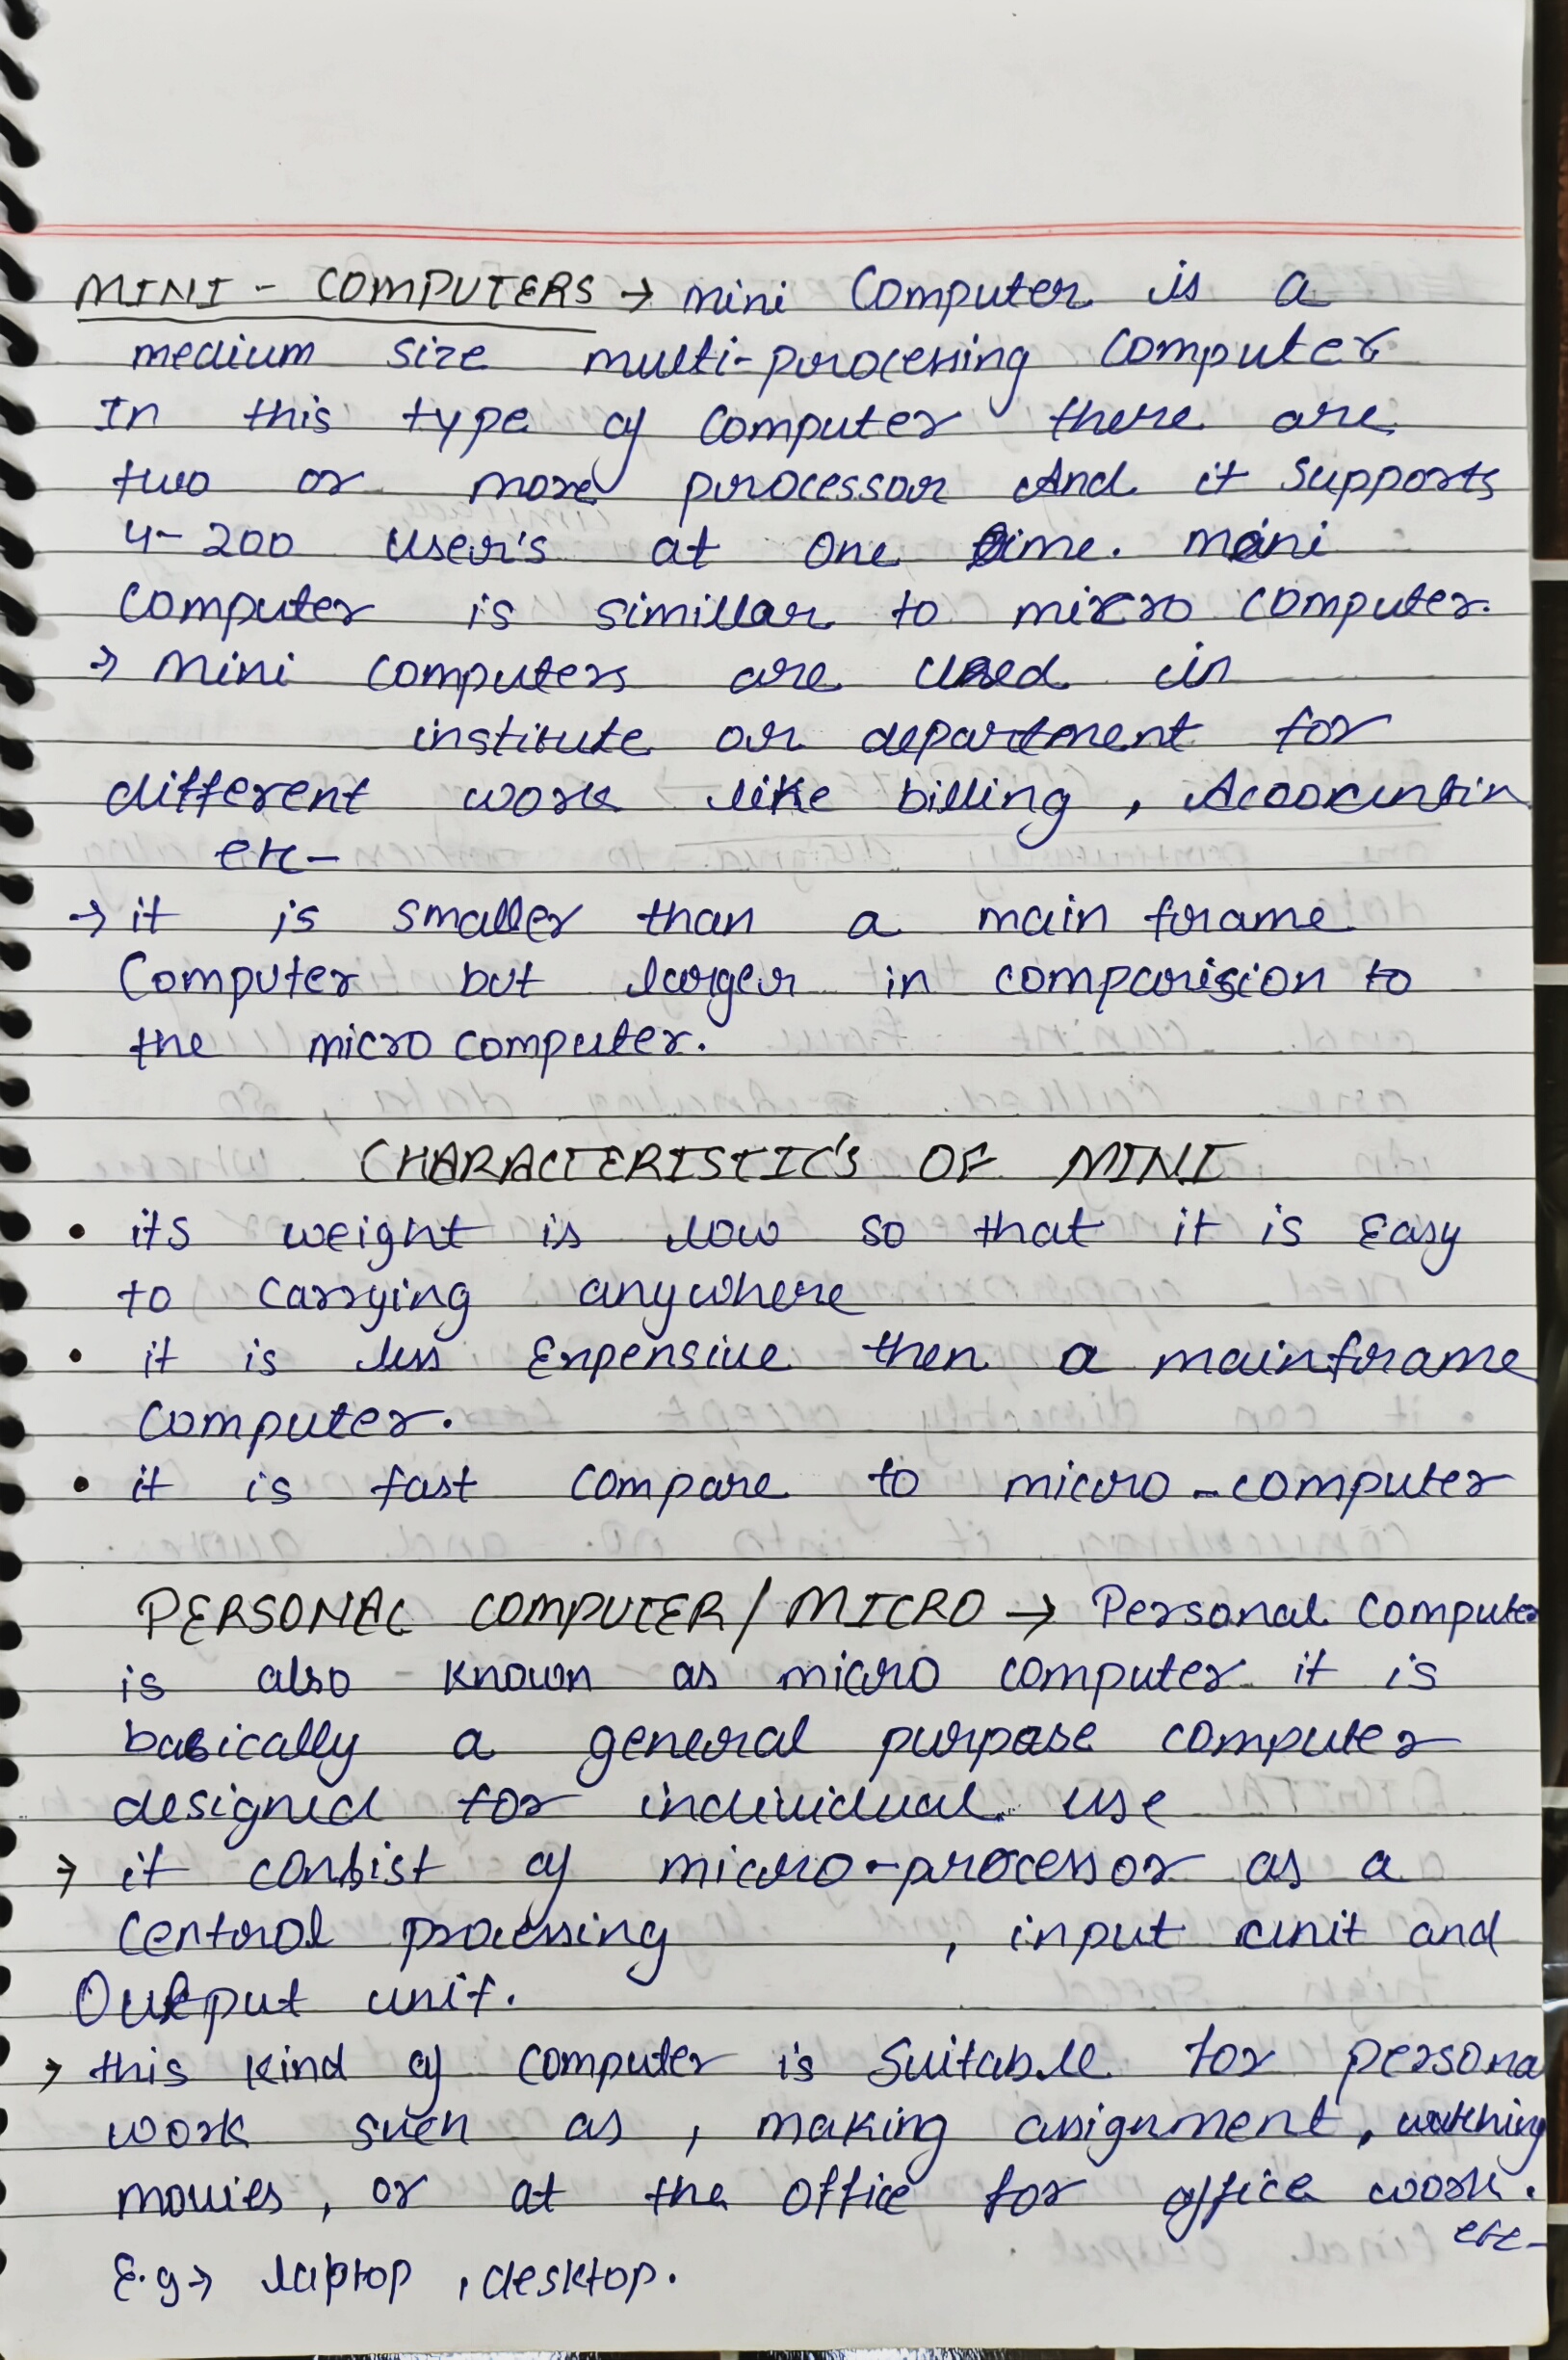 MINI - COMPUTERS → mini Computer is a
medium size multi-processing computer
In this type of computer there are
two or more processor And it supports
4-200 user's at one time. mini
computer is simillar to micro computer.
→ Mini computers are used in
institute or department for
different work like billing, Accountin
etc-
→ it is smaller than a main frame
Computer but larger in comparision to
the micro computer.
CHARACTERISTIC'S OF MINI
• its weight is low so that it is Easy
to carrying anywhere
• it is less Expensive then a mainframe
computer.
• it is fast compare to micro-computer
PERSONAL COMPUTER/MICRO → Personal Computer
is also known as micro computer it is
basically a general purpose computer
designed for individual use
→ it consist of micro-processor as a
Central processing , input unit and
Output unit.
→ this kind of computer is Suitable for persona
work such as, making assignment, watching
movies, or at the office for office work.
etc-
E.g→ laptop, desktop.